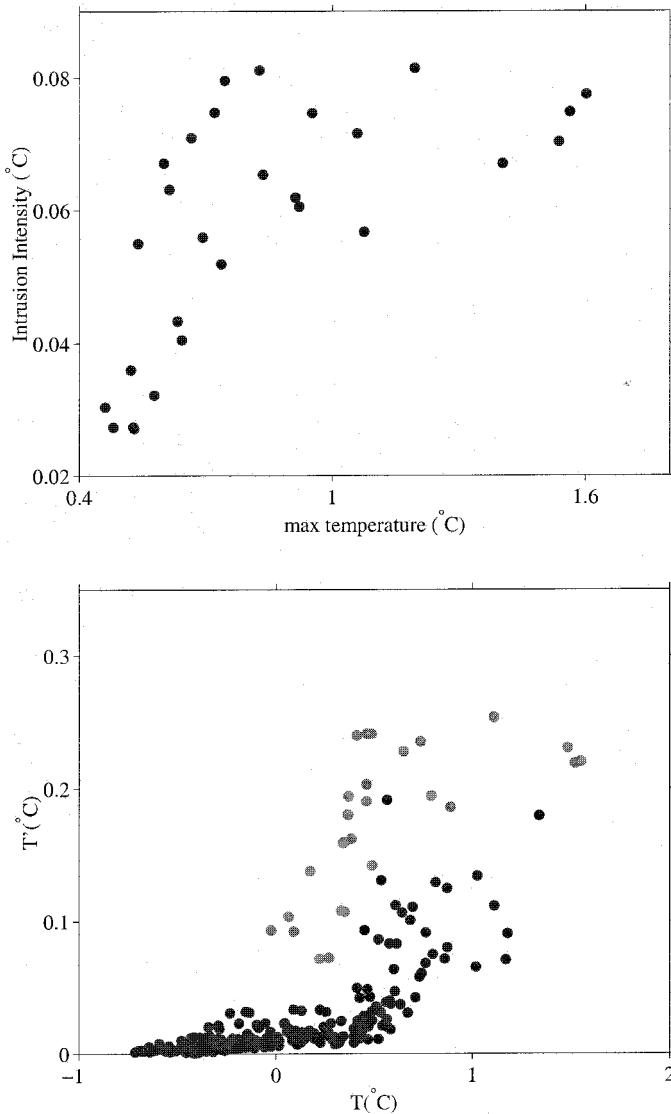 0.08
0.06
0.04
0.02
Intrusion Intensity (°C)
0.4 1 1.6
max temperature (°C)
0.3
0.2
0.1
0
T'(°C)
−1 0 1 2
T(°C)